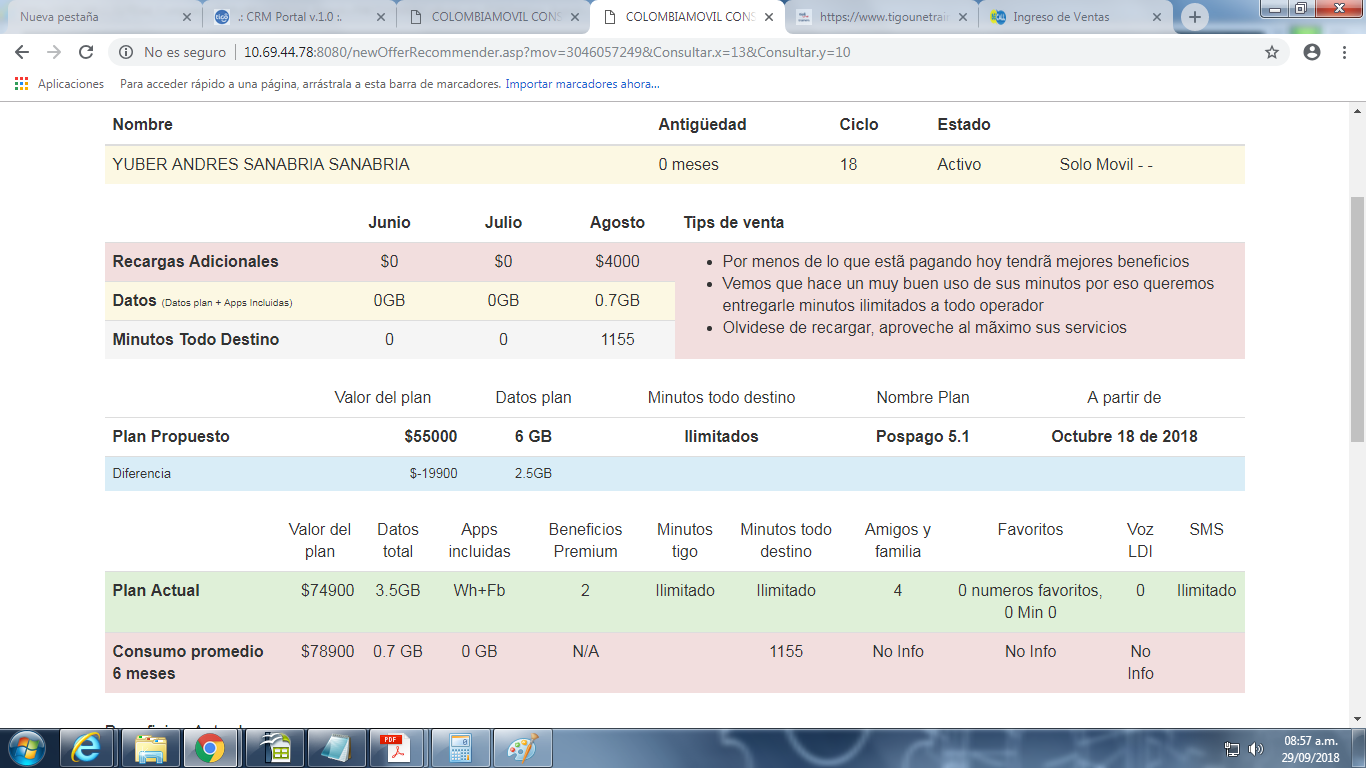 Nueva pestaña
.: CRM Portal v.1.0 :.
COLOMBIAMOVIL CONS
COLOMBIAMOVIL CONS
https://www.tigounetrai
Ingreso de Ventas
No es seguro 10.69.44.78:8080/newOfferRecommender.asp?mov=3046057249&Consultar.x=13&Consultar.y=10
Aplicaciones Para acceder rápido a una página, arrástrala a esta barra de marcadores. Importar marcadores ahora...
Nombre Antigüedad Ciclo Estado
YUBER ANDRES SANABRIA SANABRIA 0 meses 18 Activo Solo Movil - -
Junio Julio Agosto Tips de venta
Recargas Adicionales $0 $0 $4000
Datos (Datos plan + Apps Incluidas) 0GB 0GB 0.7GB
Minutos Todo Destino 0 0 1155
• Por menos de lo que estã pagando hoy tendrã mejores beneficios
• Vemos que hace un muy buen uso de sus minutos por eso queremos
entregarle minutos ilimitados a todo operador
• Olvidese de recargar, aproveche al mãximo sus servicios
Valor del plan Datos plan Minutos todo destino Nombre Plan A partir de
Plan Propuesto $55000 6 GB Ilimitados Pospago 5.1 Octubre 18 de 2018
Diferencia $-19900 2.5GB
Valor del plan Datos total Apps incluidas Beneficios Premium Minutos tigo Minutos todo destino Amigos y familia Favoritos Voz LDI SMS
Plan Actual $74900 3.5GB Wh+Fb 2 Ilimitado Ilimitado 4 0 numeros favoritos, 0 Min 0 0 Ilimitado
Consumo promedio 6 meses $78900 0.7 GB 0 GB N/A 1155 No Info No Info No Info
PDF
08:57 a.m.
29/09/2018